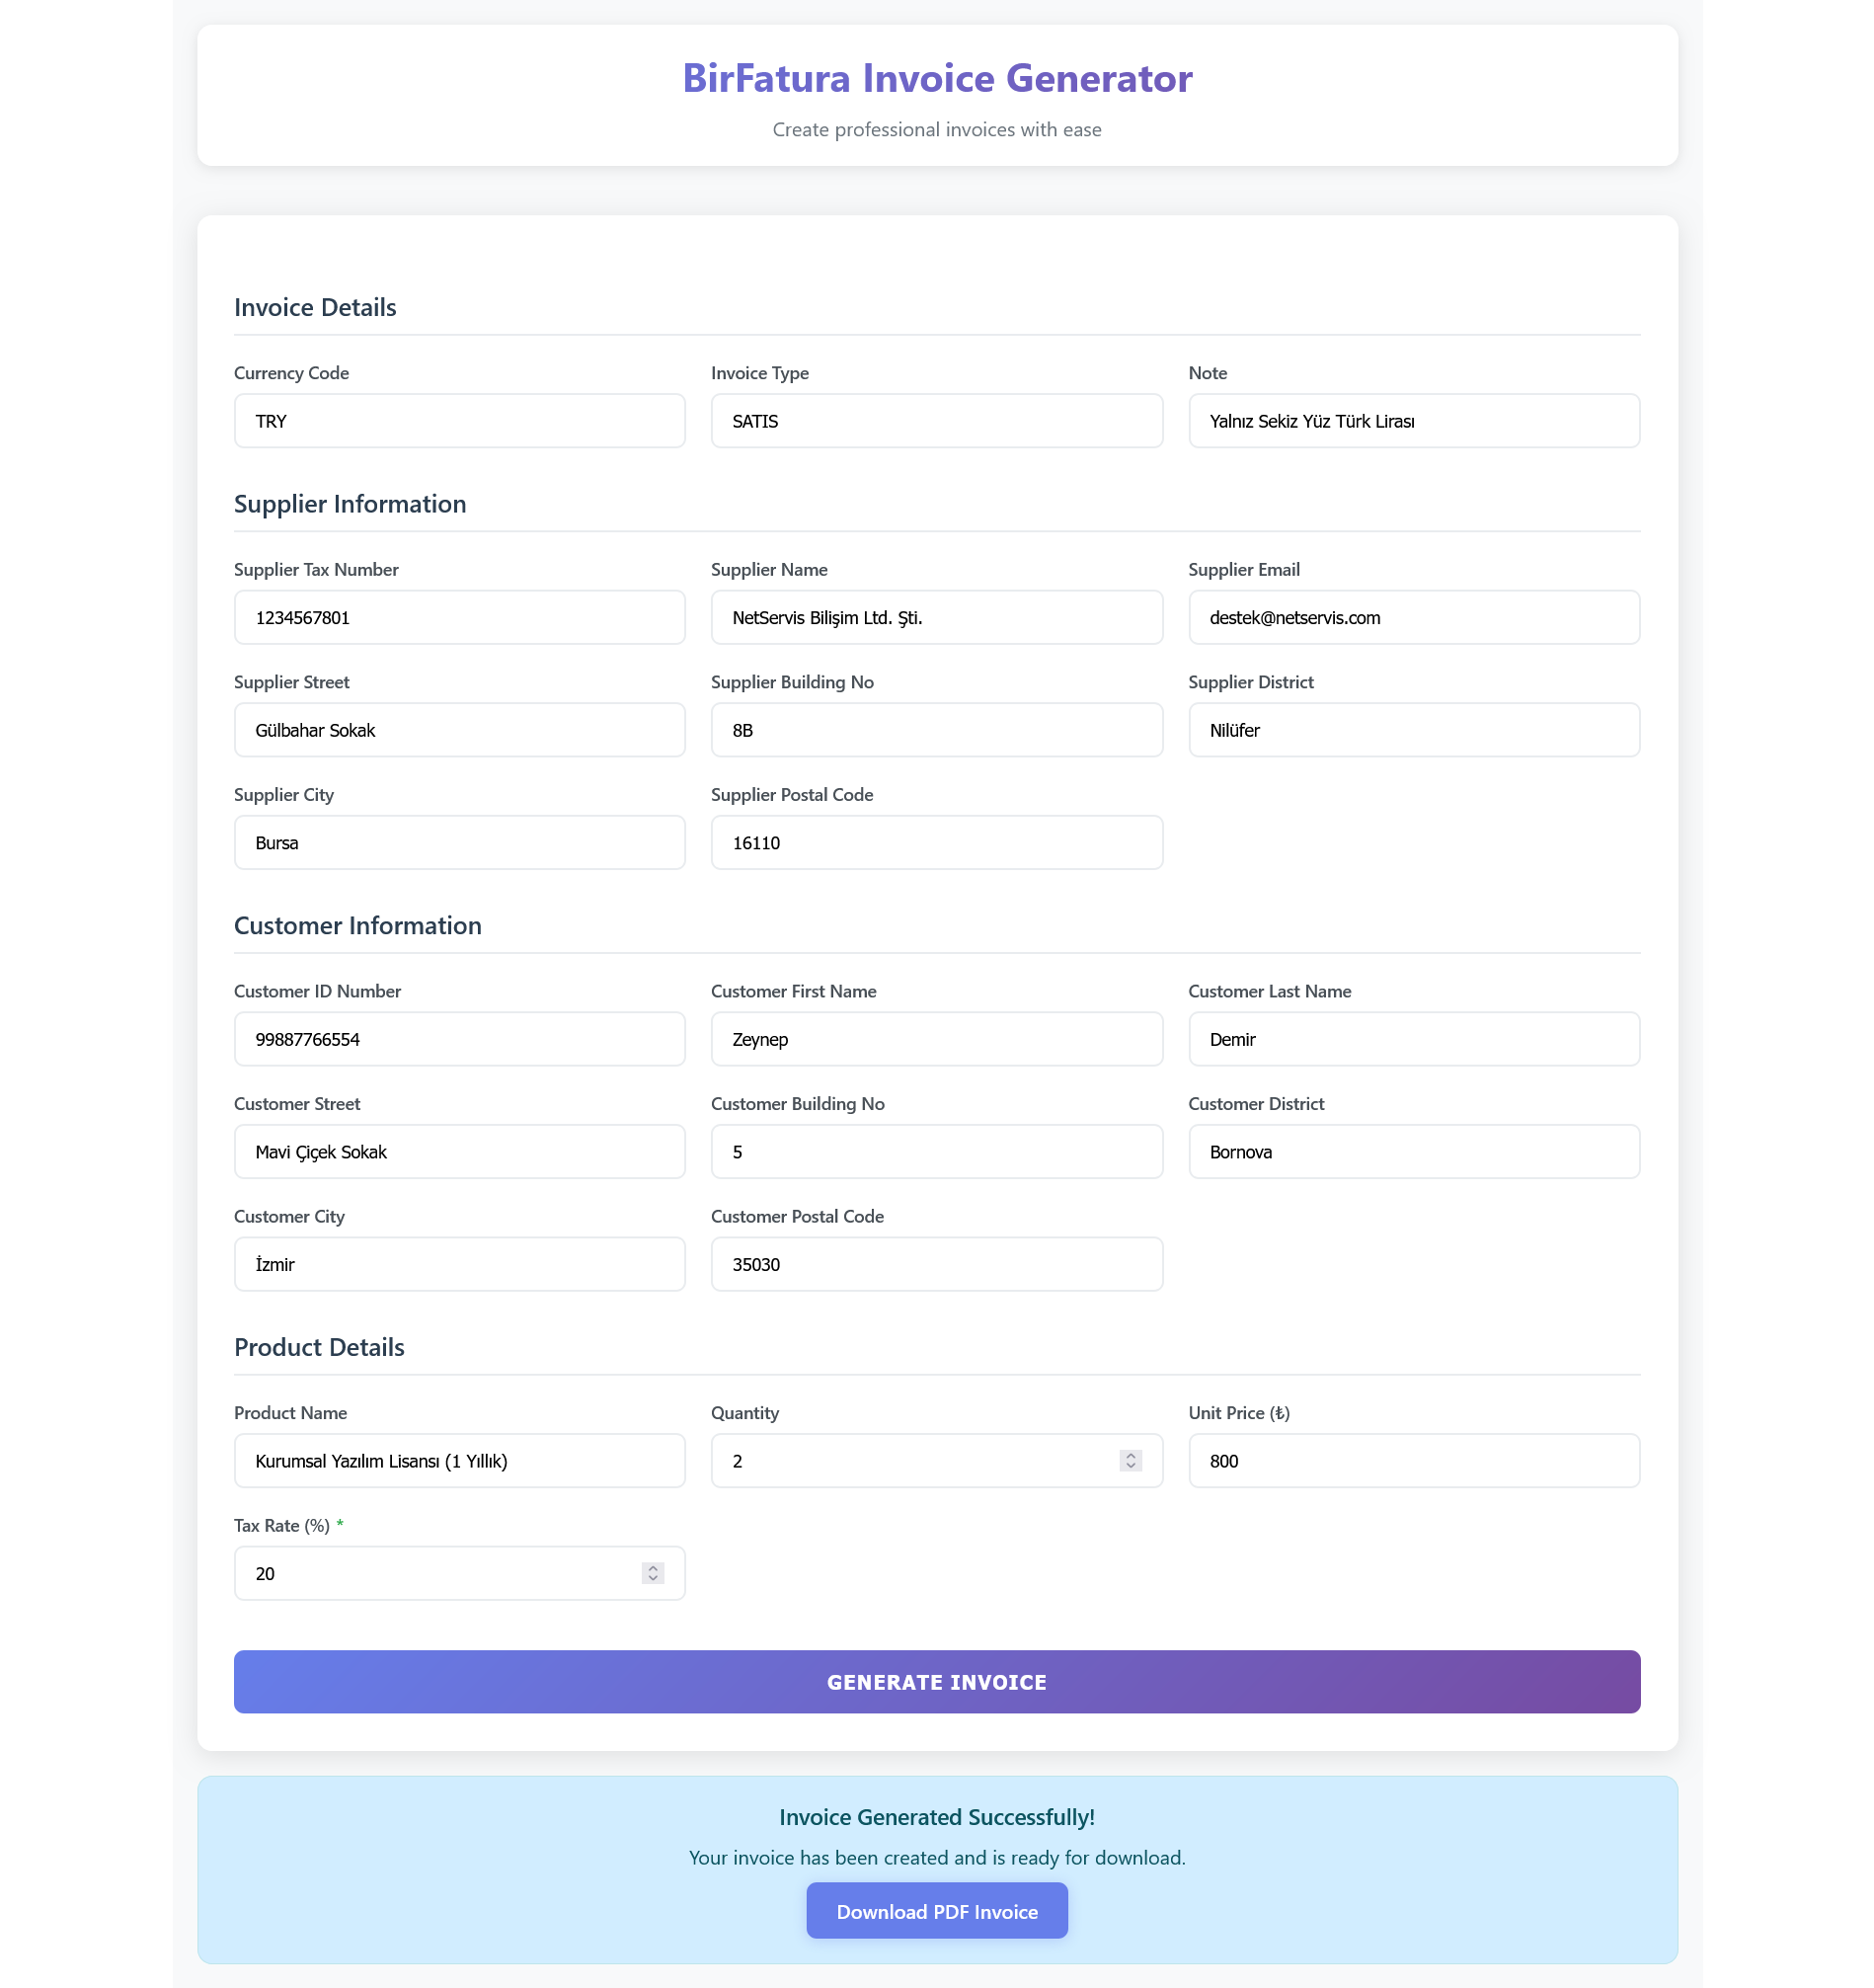 BirFatura Invoice Generator
Create professional invoices with ease
Invoice Details
Currency Code
TRY
Invoice Type
SATIS
Note
Yalnız Sekiz Yüz Türk Lirası
Supplier Information
Supplier Tax Number
1234567801
Supplier Name
NetServis Bilişim Ltd. Şti.
Supplier Email
destek@netservis.com
Supplier Street
Gülbahar Sokak
Supplier Building No
8B
Supplier District
Nilüfer
Supplier City
Bursa
Supplier Postal Code
16110
Customer Information
Customer ID Number
99887766554
Customer First Name
Zeynep
Customer Last Name
Demir
Customer Street
Mavi Çiçek Sokak
Customer Building No
5
Customer District
Bornova
Customer City
İzmir
Customer Postal Code
35030
Product Details
Product Name
Kurumsal Yazılım Lisansı (1 Yıllık)
Quantity
2
Unit Price (₺)
800
Tax Rate (%) *
20
GENERATE INVOICE
Invoice Generated Successfully!
Your invoice has been created and is ready for download.
Download PDF Invoice